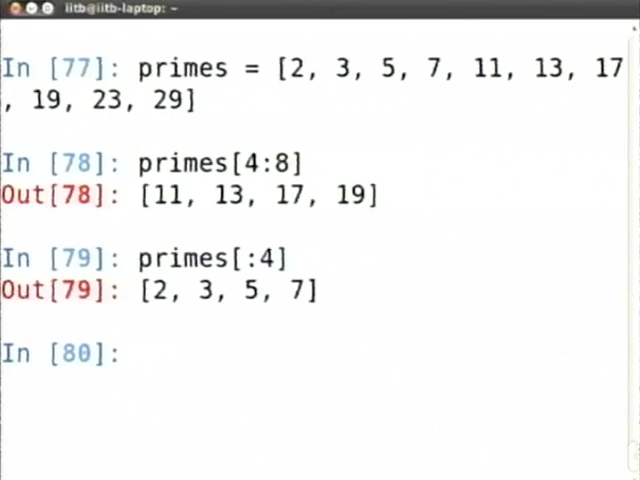 iitb@iitb-laptop: ~
In [77]: primes = [2, 3, 5, 7, 11, 13, 17
, 19, 23, 29]
In [78]: primes[4:8]
Out[78]: [11, 13, 17, 19]
In [79]: primes[:4]
Out[79]: [2, 3, 5, 7]
In [80]: